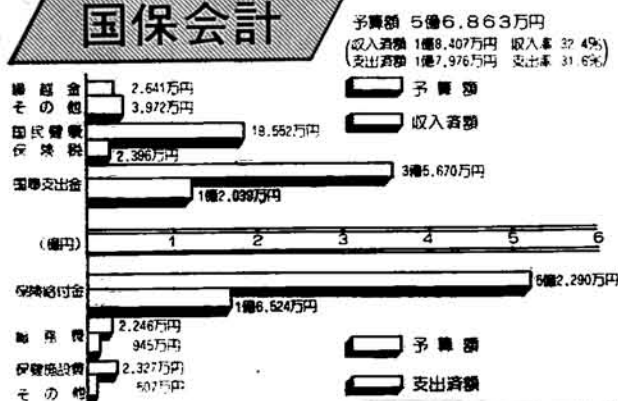 国保会計
予算額 5億6,863万円
(収入済額 1億8,407万円 収入率 32.4%)
(支出済額 1億7,976万円 支出率 31.6%)
予算額
収入済額
繰越金 2,641万円
その他 3,972万円
国民健康保険税 18,552万円
2,396万円
国庫支出金 3億5,670万円
1億2,039万円
(億円) 1 2 3 4 5 6
保険給付金 5億2,290万円
1億6,524万円
総務費 2,246万円
945万円
保健施設費 2,327万円
その他 507万円
予算額
支出済額